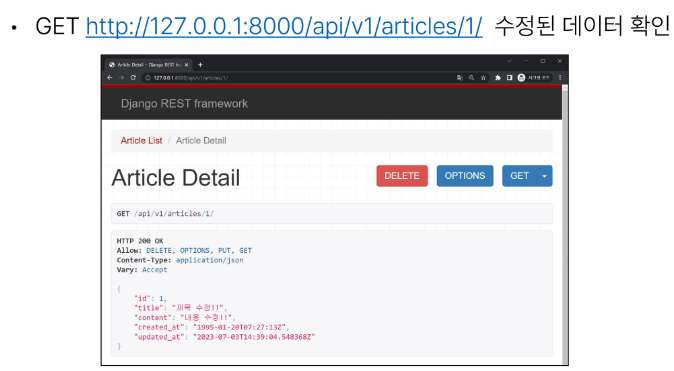 • GET http://127.0.0.1:8000/api/v1/articles/1/ 수정된 데이터 확인
Article Detail – Django REST fra
127.0.0.1:8000/api/v1/articles/1/
Django REST framework
Article List / Article Detail
Article Detail
DELETE OPTIONS GET
GET /api/v1/articles/1/
HTTP 200 OK
Allow: DELETE, OPTIONS, PUT, GET
Content-Type: application/json
Vary: Accept
{
"id": 1,
"title": "제목 수정!!",
"content": "내용 수정!!",
"created_at": "1995-01-20T07:27:13Z",
"updated_at": "2023-07-03T14:39:04.548368Z"
}